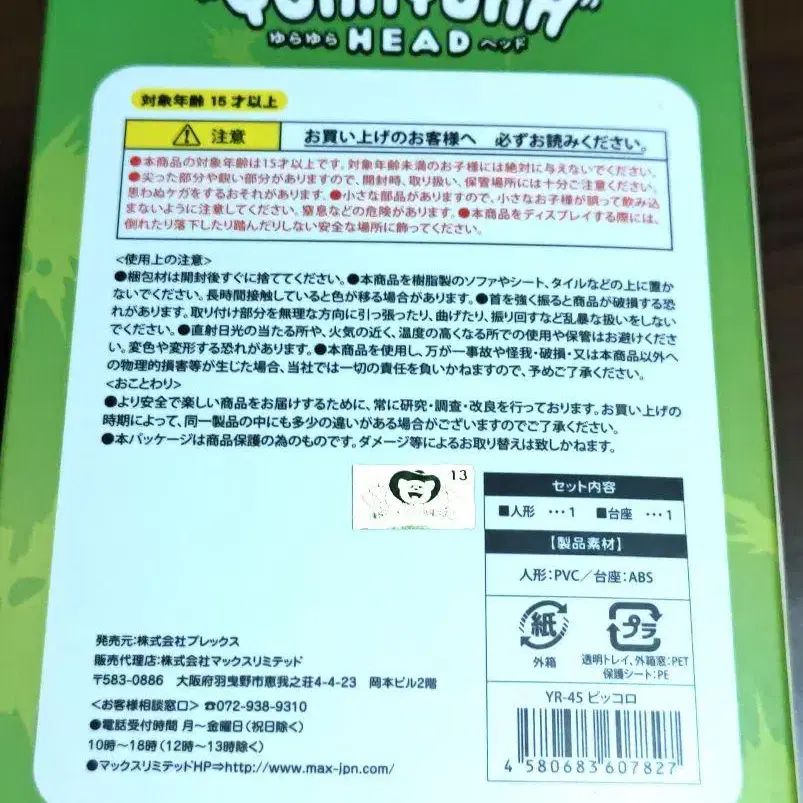 "YURAYURA"
ゆらゆら HEAD ヘッド
対象年齢 15 才以上
注意 お買い上げのお客様へ 必ずお読みください。
●本商品の対象年齢は15才以上です。対象年齢未満のお子様には絶対に与えないでください。
●尖った部分や鋭い部分がありますので、開封時、取り扱い、保管場所には十分ご注意ください。
思わぬケガをするおそれがあります。●小さな部品がありますので、小さなお子様が誤って飲み込
まないように注意してください。窒息などの危険があります。●本商品をディスプレイする際には、
倒れたり落下したり踏んだりしない安全な場所に飾ってください。
<使用上の注意>
●梱包材は開封後すぐに捨ててください。●本商品を樹脂製のソファやシート、タイルなどの上に置か
ないでください。長時間接触していると色が移る場合があります。●首を強く振ると商品が破損する恐
れがあります。取り付け部分を無理な方向に引っ張ったり、曲げたり、振り回すなど乱暴な扱いをしない
でください。●直射日光の当たる所や、火気の近く、温度の高くなる所での使用や保管はお避けくださ
い。変色や変形する恐れがあります。●本商品を使用し、万が一事故や怪我・破損・又は本商品以外へ
の物理的損害等が生じた場合、当社では一切の責任を負いかねますので、予めご了承ください。
<おことわり>
●より安全で楽しい商品をお届けするために、常に研究・調査・改良を行っております。お買い上げの
時期によって、同一製品の中にも多少の違いがある場合がございますのでご了承ください。
●本パッケージは商品保護の為のものです。ダメージ等によるお取り替えは致しかねます。
13
セット内容
■人形 …1 ■台座 …1
【製品素材】
人形:PVC/台座:ABS
紙 プラ
外箱 透明トレイ、外箱窓:PET
保護シート:PE
YR-45 ピッコロ
4 580683 607827
発売元:株式会社プレックス
販売代理店:株式会社マックスリミテッド
〒583-0886 大阪府羽曳野市恵我之荘4-4-23 岡本ビル2階
<お客様相談窓口> ☎072-938-9310
●電話受付時間 月~金曜日(祝日除く)
10時~18時(12時~13時除く)
●マックスリミテッドHP⇒http://www.max-jpn.com/